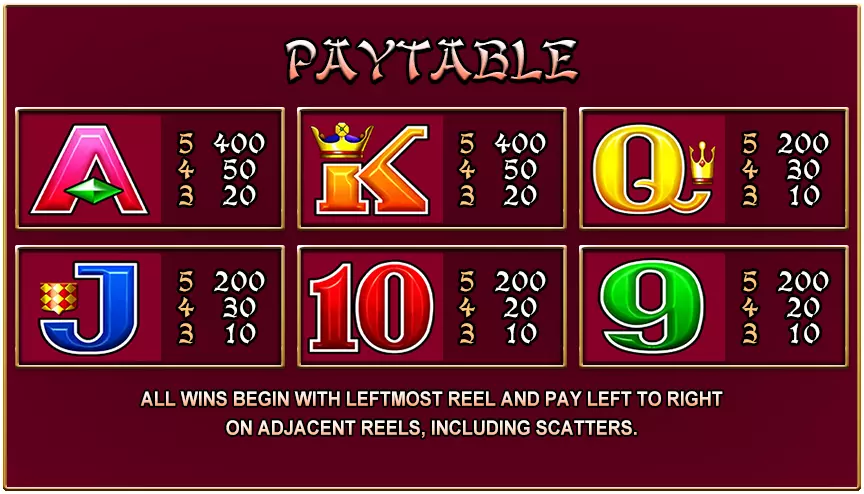 PAYTABLE
A 5 400 K 5 400 Q 5 200
4 50 4 50 4 30
3 20 3 20 3 10
J 5 200 10 5 200 9 5 200
4 30 4 20 4 20
3 10 3 10 3 10
ALL WINS BEGIN WITH LEFTMOST REEL AND PAY LEFT TO RIGHT
ON ADJACENT REELS, INCLUDING SCATTERS.